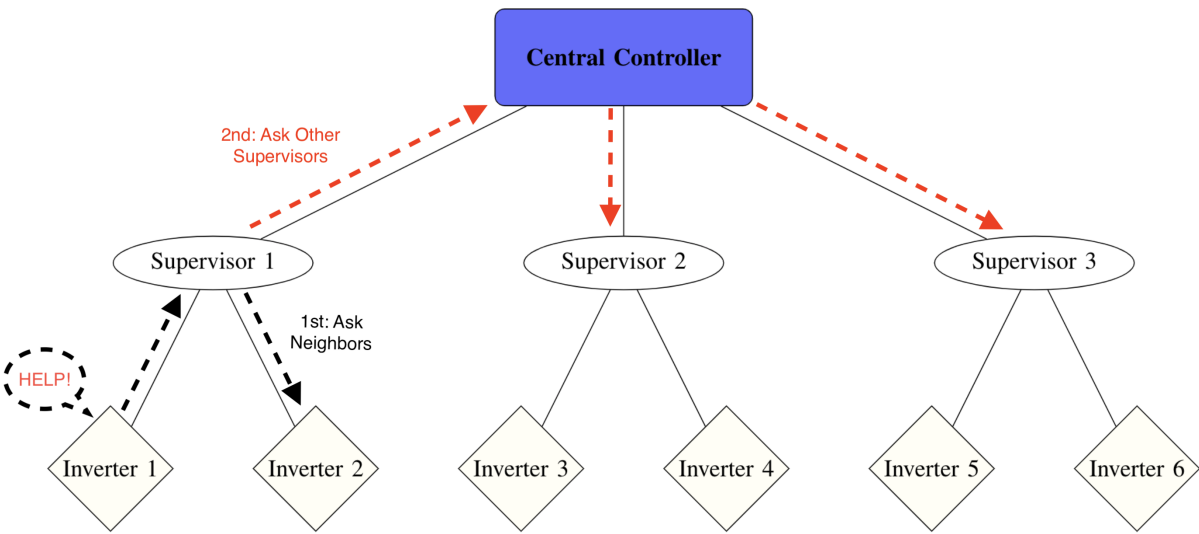 Central Controller
2nd: Ask Other
Supervisors
Supervisor 1
Supervisor 2
Supervisor 3
1st: Ask
Neighbors
HELP!
Inverter 1
Inverter 2
Inverter 3
Inverter 4
Inverter 5
Inverter 6